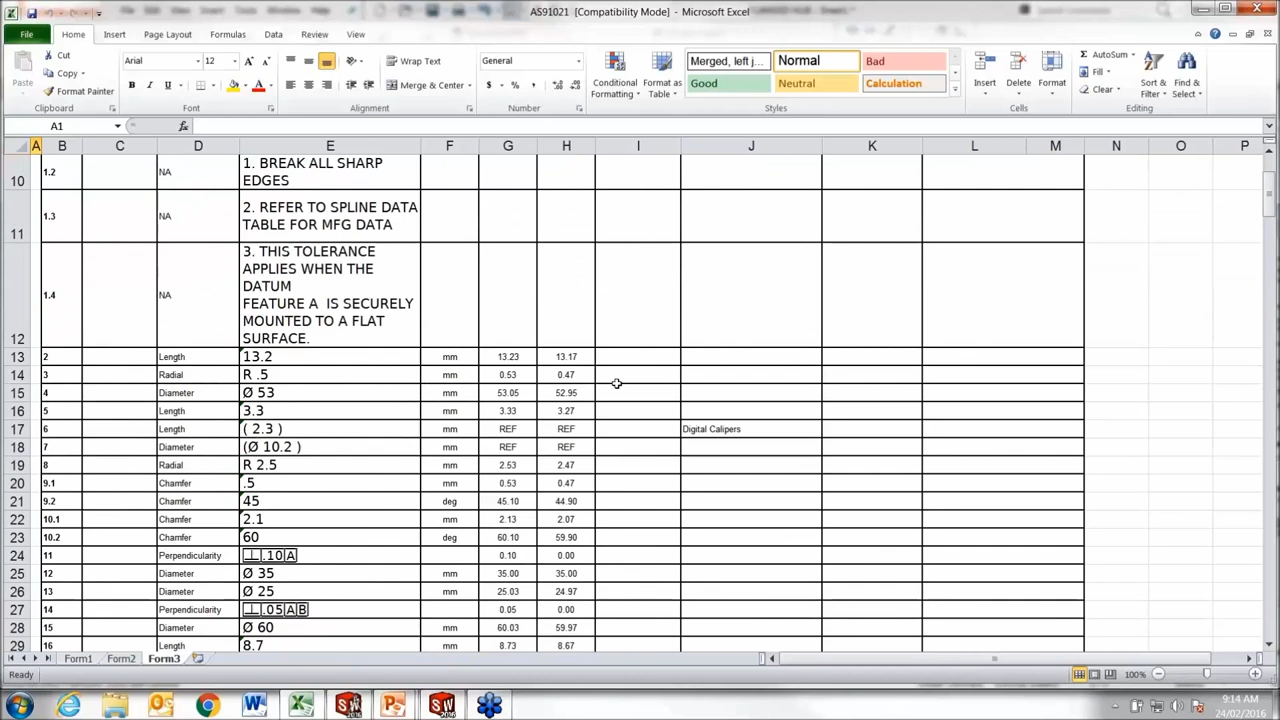 AS91021 [Compatibility Mode] - Microsoft Excel
File Home Insert Page Layout Formulas Data Review View
Cut
Copy
Format Painter
Paste
Clipboard
Arial 12
B I U
Font
Wrap Text
Merge & Center
Alignment
General
$ % ,
Number
Conditional Formatting
Format as Table
Merged, left j... Normal Bad
Good Neutral Calculation
Styles
Insert Delete Format
Cells
AutoSum
Fill
Clear
Sort & Filter
Find & Select
Editing
A1 fx
A B C D E F G H I J K L M N O P
10 1.2 NA 1. BREAK ALL SHARP
EDGES
11 1.3 NA 2. REFER TO SPLINE DATA
TABLE FOR MFG DATA
12 1.4 NA 3. THIS TOLERANCE
APPLIES WHEN THE
DATUM
FEATURE A IS SECURELY
MOUNTED TO A FLAT
SURFACE.
13 2 Length 13.2 mm 13.23 13.17
14 3 Radial R .5 mm 0.53 0.47
15 4 Diameter Ø 53 mm 53.05 52.95
16 5 Length 3.3 mm 3.33 3.27
17 6 Length ( 2.3 ) mm REF REF Digital Calipers
18 7 Diameter (Ø 10.2 ) mm REF REF
19 8 Radial R 2.5 mm 2.53 2.47
20 9.1 Chamfer .5 mm 0.53 0.47
21 9.2 Chamfer 45 deg 45.10 44.90
22 10.1 Chamfer 2.1 mm 2.13 2.07
23 10.2 Chamfer 60 deg 60.10 59.90
24 11 Perpendicularity ⊥ .10 A 0.10 0.00
25 12 Diameter Ø 35 mm 35.00 35.00
26 13 Diameter Ø 25 mm 25.03 24.97
27 14 Perpendicularity ⊥ .05 A B 0.05 0.00
28 15 Diameter Ø 60 mm 60.03 59.97
29 16 Length 8.7 mm 8.73 8.67
Form1 Form2 Form3
Ready 100%
9:14 AM
24/02/2016